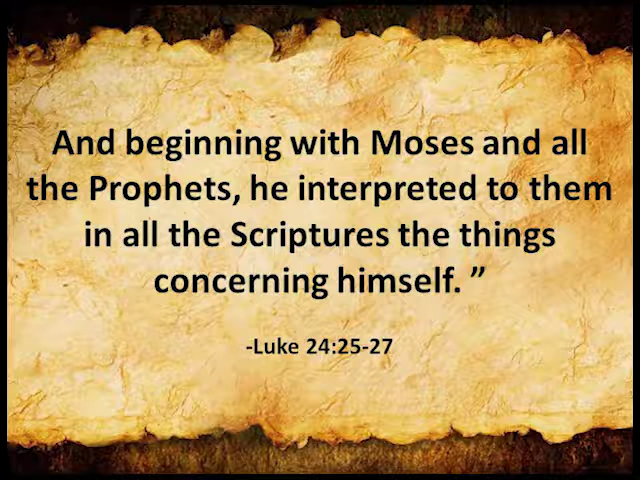 And beginning with Moses and all
the Prophets, he interpreted to them
in all the Scriptures the things
concerning himself. ”
-Luke 24:25-27